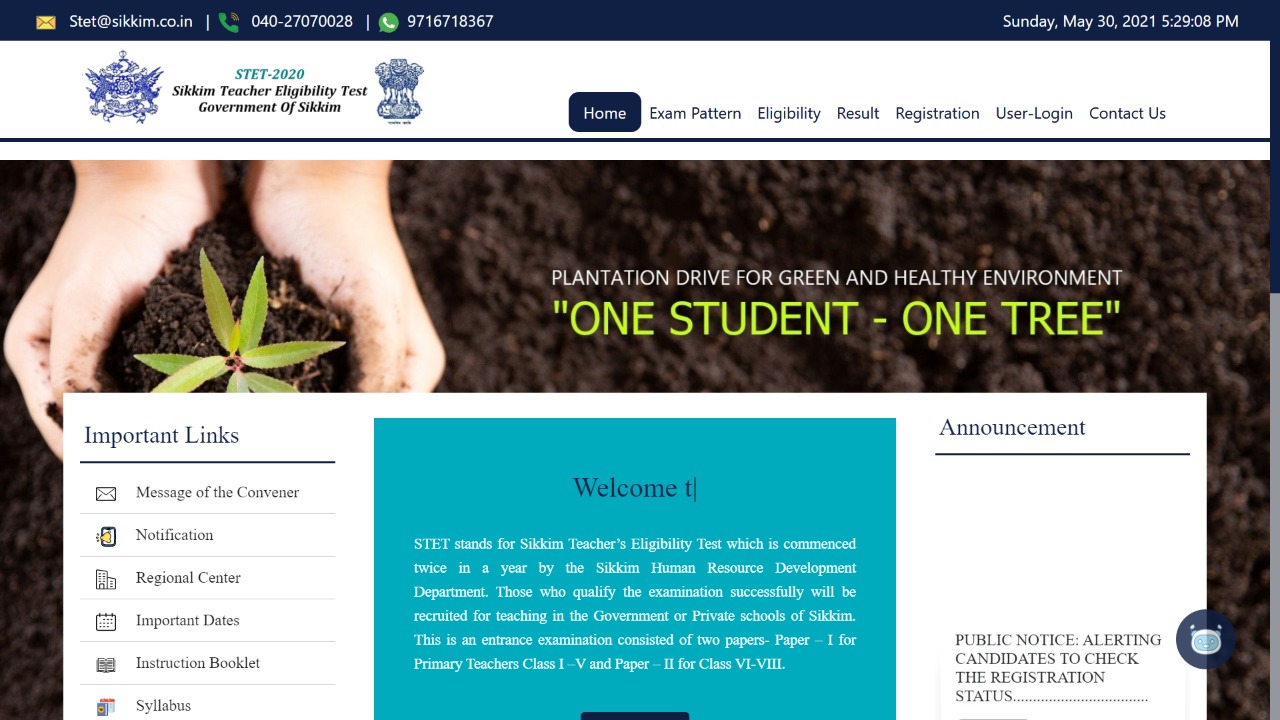 Stet@sikkim.co.in | 040-27070028 | 9716718367
Sunday, May 30, 2021 5:29:08 PM
STET-2020
Sikkim Teacher Eligibility Test
Government Of Sikkim
Home Exam Pattern Eligibility Result Registration User-Login Contact Us
PLANTATION DRIVE FOR GREEN AND HEALTHY ENVIRONMENT
"ONE STUDENT - ONE TREE"
Important Links
Message of the Convener
Notification
Regional Center
Important Dates
Instruction Booklet
Syllabus
Welcome t|
STET stands for Sikkim Teacher’s Eligibility Test which is commenced
twice in a year by the Sikkim Human Resource Development
Department. Those who qualify the examination successfully will be
recruited for teaching in the Government or Private schools of Sikkim.
This is an entrance examination consisted of two papers- Paper – I for
Primary Teachers Class I –V and Paper – II for Class VI-VIII.
Announcement
PUBLIC NOTICE: ALERTING
CANDIDATES TO CHECK
THE REGISTRATION
STATUS..................................